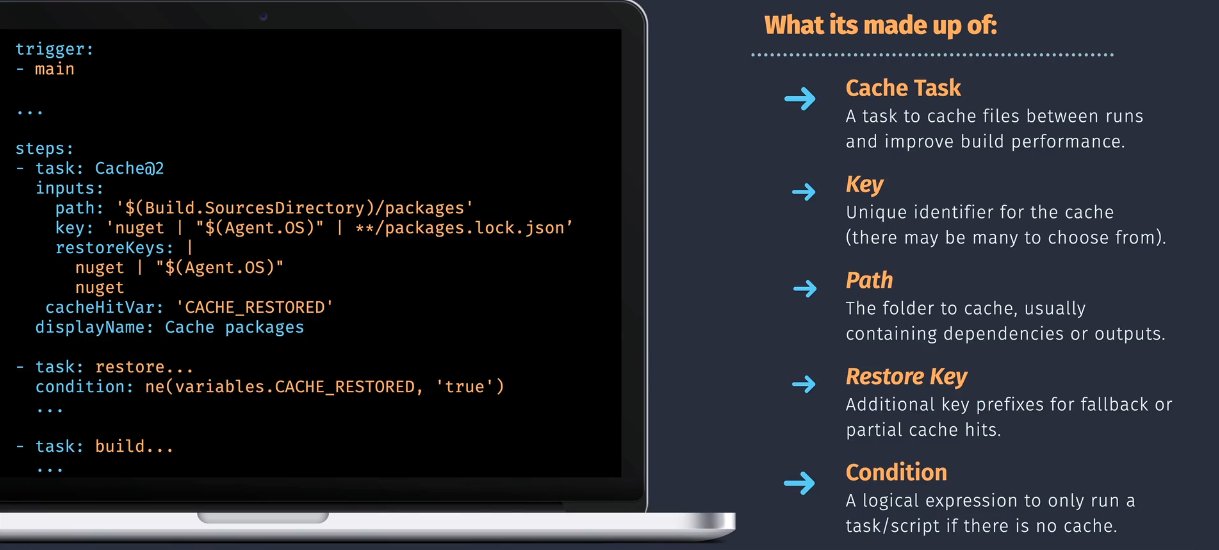 trigger:
- main
...
steps:
- task: Cache@2
inputs:
path: '$(Build.SourcesDirectory)/packages'
key: 'nuget | "$(Agent.OS)" | **/packages.lock.json’
restoreKeys: |
nuget | "$(Agent.OS)"
nuget
cacheHitVar: 'CACHE_RESTORED'
displayName: Cache packages
- task: restore...
condition: ne(variables.CACHE_RESTORED, 'true')
...
- task: build...
...
What its made up of:
Cache Task
A task to cache files between runs
and improve build performance.
Key
Unique identifier for the cache
(there may be many to choose from).
Path
The folder to cache, usually
containing dependencies or outputs.
Restore Key
Additional key prefixes for fallback or
partial cache hits.
Condition
A logical expression to only run a
task/script if there is no cache.